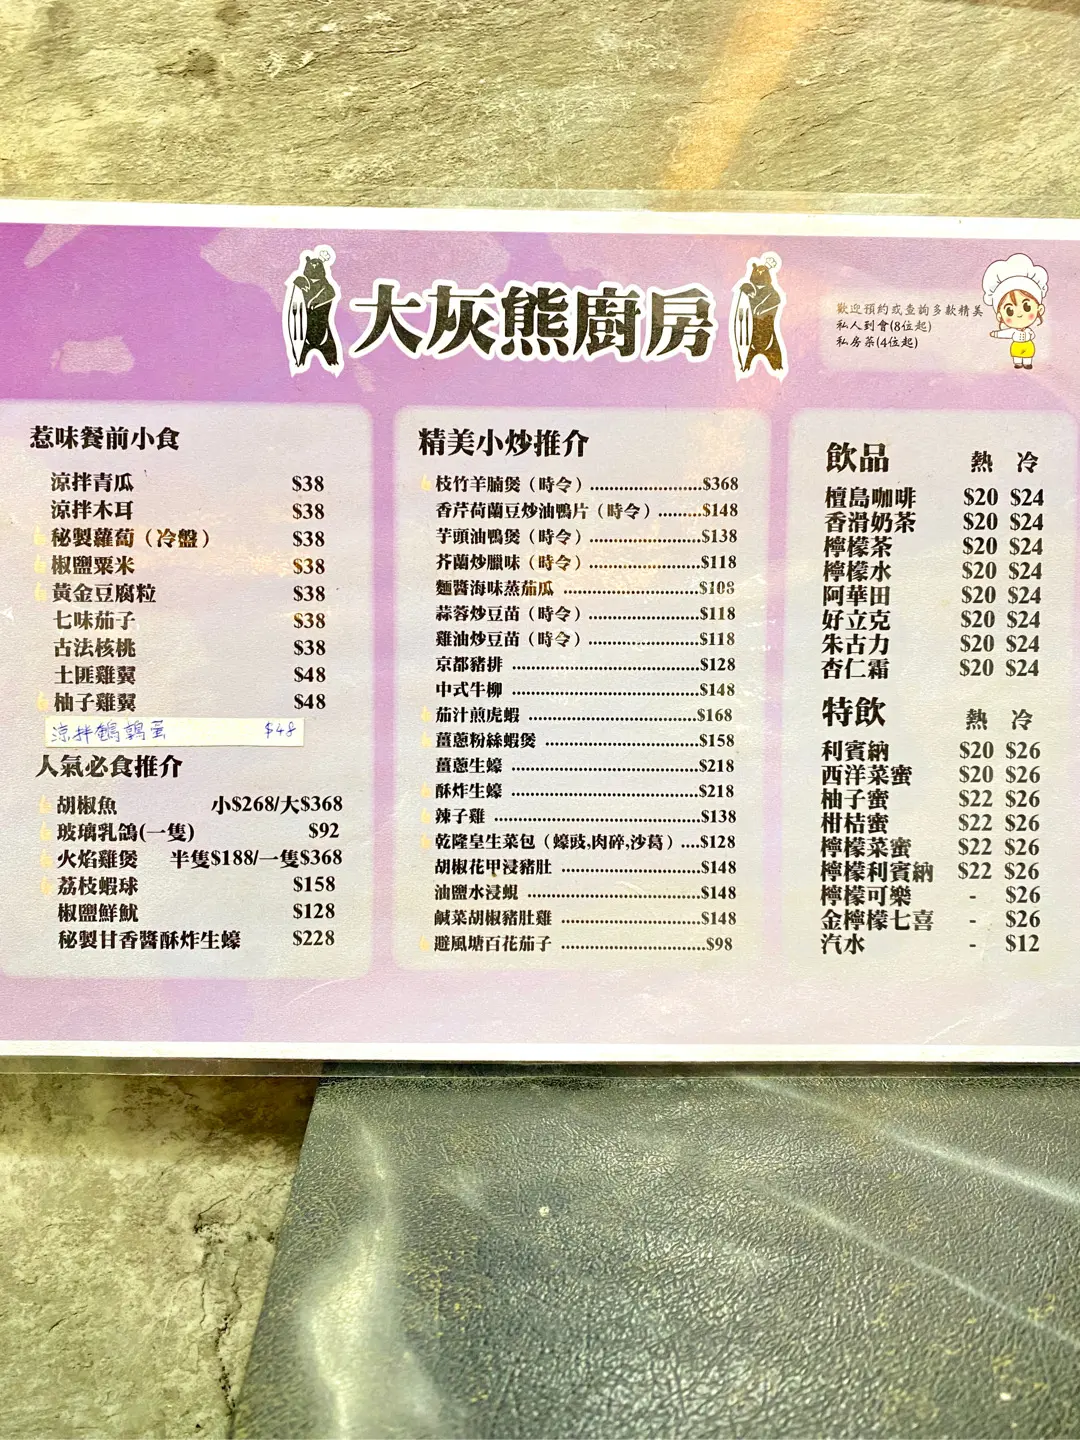 大灰熊廚房
歡迎預約或查詢多款精美
私人到會(8位起)
私房菜(4位起)
惹味餐前小食
涼拌青瓜 $38
涼拌木耳 $38
秘製蘿蔔（冷盤） $38
椒鹽粟米 $38
黃金豆腐粒 $38
七味茄子 $38
古法核桃 $38
土匪雞翼 $48
柚子雞翼 $48
涼拌鵪鶉蛋 $48
人氣必食推介
胡椒魚 小$268/大$368
玻璃乳鴿(一隻) $92
火焰雞煲 半隻$188/一隻$368
荔枝蝦球 $158
椒鹽鮮魷 $128
秘製甘香醬酥炸生蠔 $228
精美小炒推介
枝竹羊腩煲（時令）......................$368
香芹荷蘭豆炒油鴨片（時令）.........$148
芋頭油鴨煲（時令）.......................$138
芥蘭炒臘味（時令）.......................$118
麵醬海味蒸茄瓜 ...........................$108
蒜蓉炒豆苗（時令）.......................$118
雞油炒豆苗（時令）.......................$118
京都豬排 .....................................$128
中式牛柳 .....................................$148
茄汁煎虎蝦 ..................................$168
薑蔥粉絲蝦煲 ...............................$158
薑蔥生蠔 .....................................$218
酥炸生蠔 .....................................$218
辣子雞 ........................................$138
乾隆皇生菜包（蠔豉,肉碎,沙葛）....$128
胡椒花甲浸豬肚 ...........................$148
油鹽水浸蜆 ..................................$148
鹹菜胡椒豬肚雞 ...........................$148
避風塘百花茄子 ...........................$98
飲品 熱 冷
檀島咖啡 $20 $24
香滑奶茶 $20 $24
檸檬茶 $20 $24
檸檬水 $20 $24
阿華田 $20 $24
好立克 $20 $24
朱古力 $20 $24
杏仁霜 $20 $24
特飲 熱 冷
利賓納 $20 $26
西洋菜蜜 $20 $26
柚子蜜 $22 $26
柑桔蜜 $22 $26
檸檬菜蜜 $22 $26
檸檬利賓納 $22 $26
檸檬可樂 - $26
金檸檬七喜 - $26
汽水 - $12